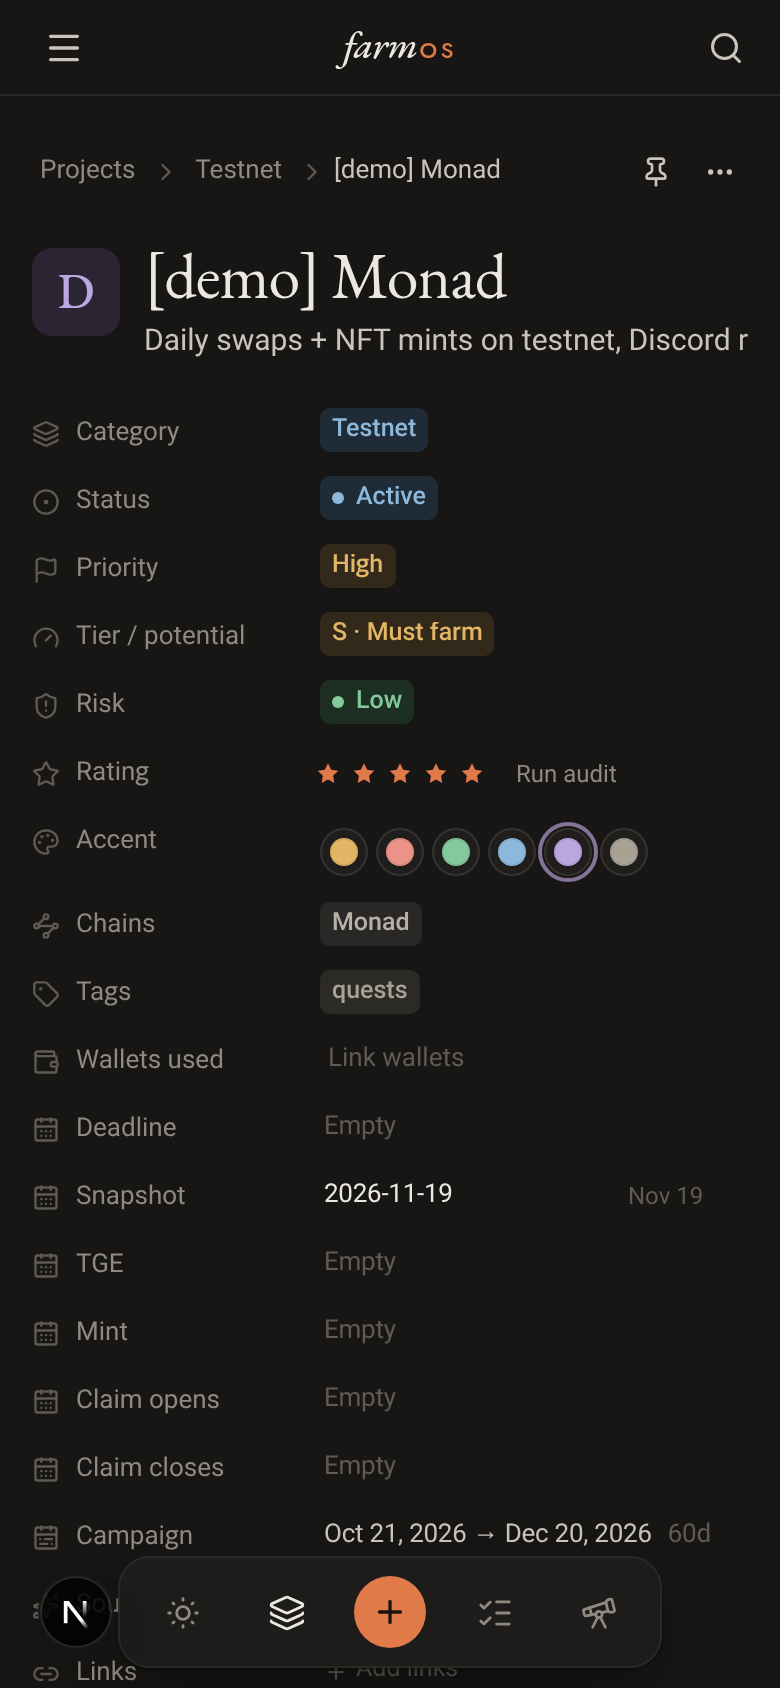 farmos
Projects > Testnet > [demo] Monad
D
[demo] Monad
Daily swaps + NFT mints on testnet, Discord r
Category Testnet
Status Active
Priority High
Tier / potential S · Must farm
Risk Low
Rating Run audit
Accent
Chains Monad
Tags quests
Wallets used Link wallets
Deadline Empty
Snapshot 2026-11-19 Nov 19
TGE Empty
Mint Empty
Claim opens Empty
Claim closes Empty
Campaign Oct 21, 2026 → Dec 20, 2026 60d
N
Links + Add links